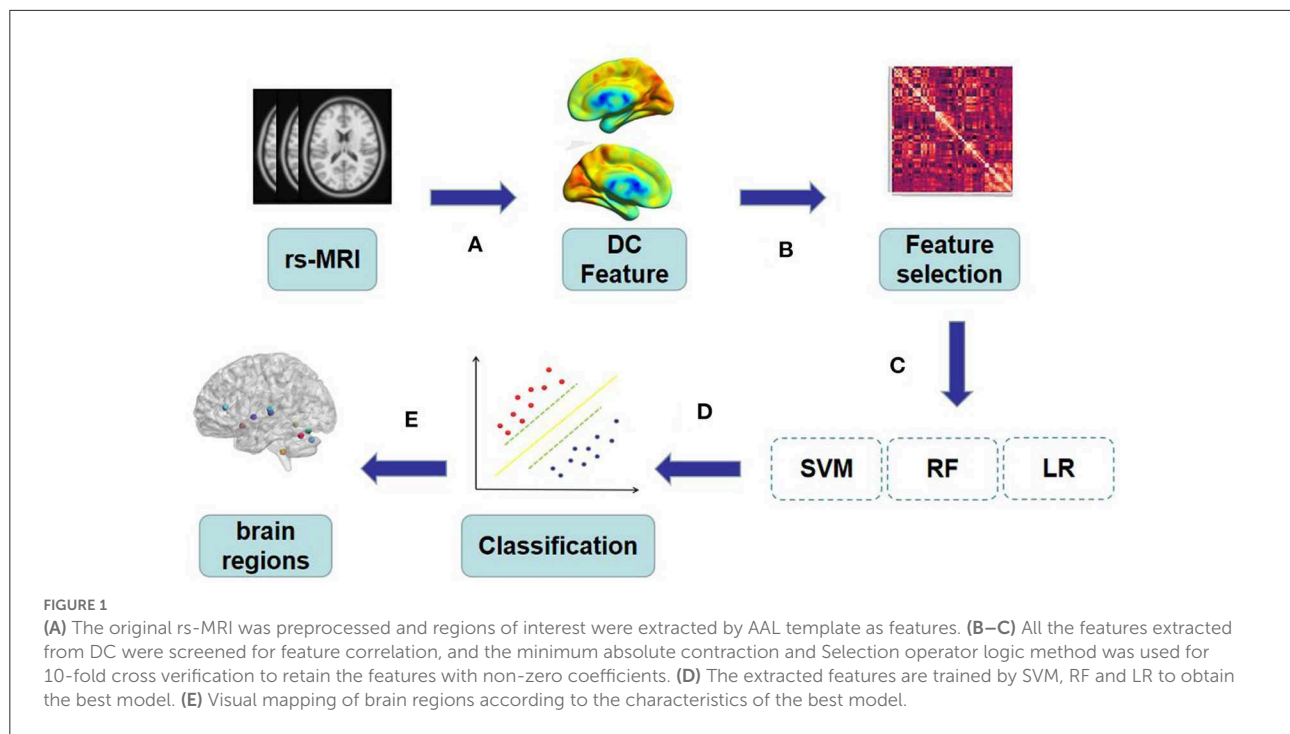 rs-MRI
A
DC
Feature
B
Feature
selection
C
SVM RF LR
D
Classification
E
brain
regions
FIGURE 1
(A) The original rs-MRI was preprocessed and regions of interest were extracted by AAL template as features. (B–C) All the features extracted
from DC were screened for feature correlation, and the minimum absolute contraction and Selection operator logic method was used for
10-fold cross verification to retain the features with non-zero coefficients. (D) The extracted features are trained by SVM, RF and LR to obtain
the best model. (E) Visual mapping of brain regions according to the characteristics of the best model.